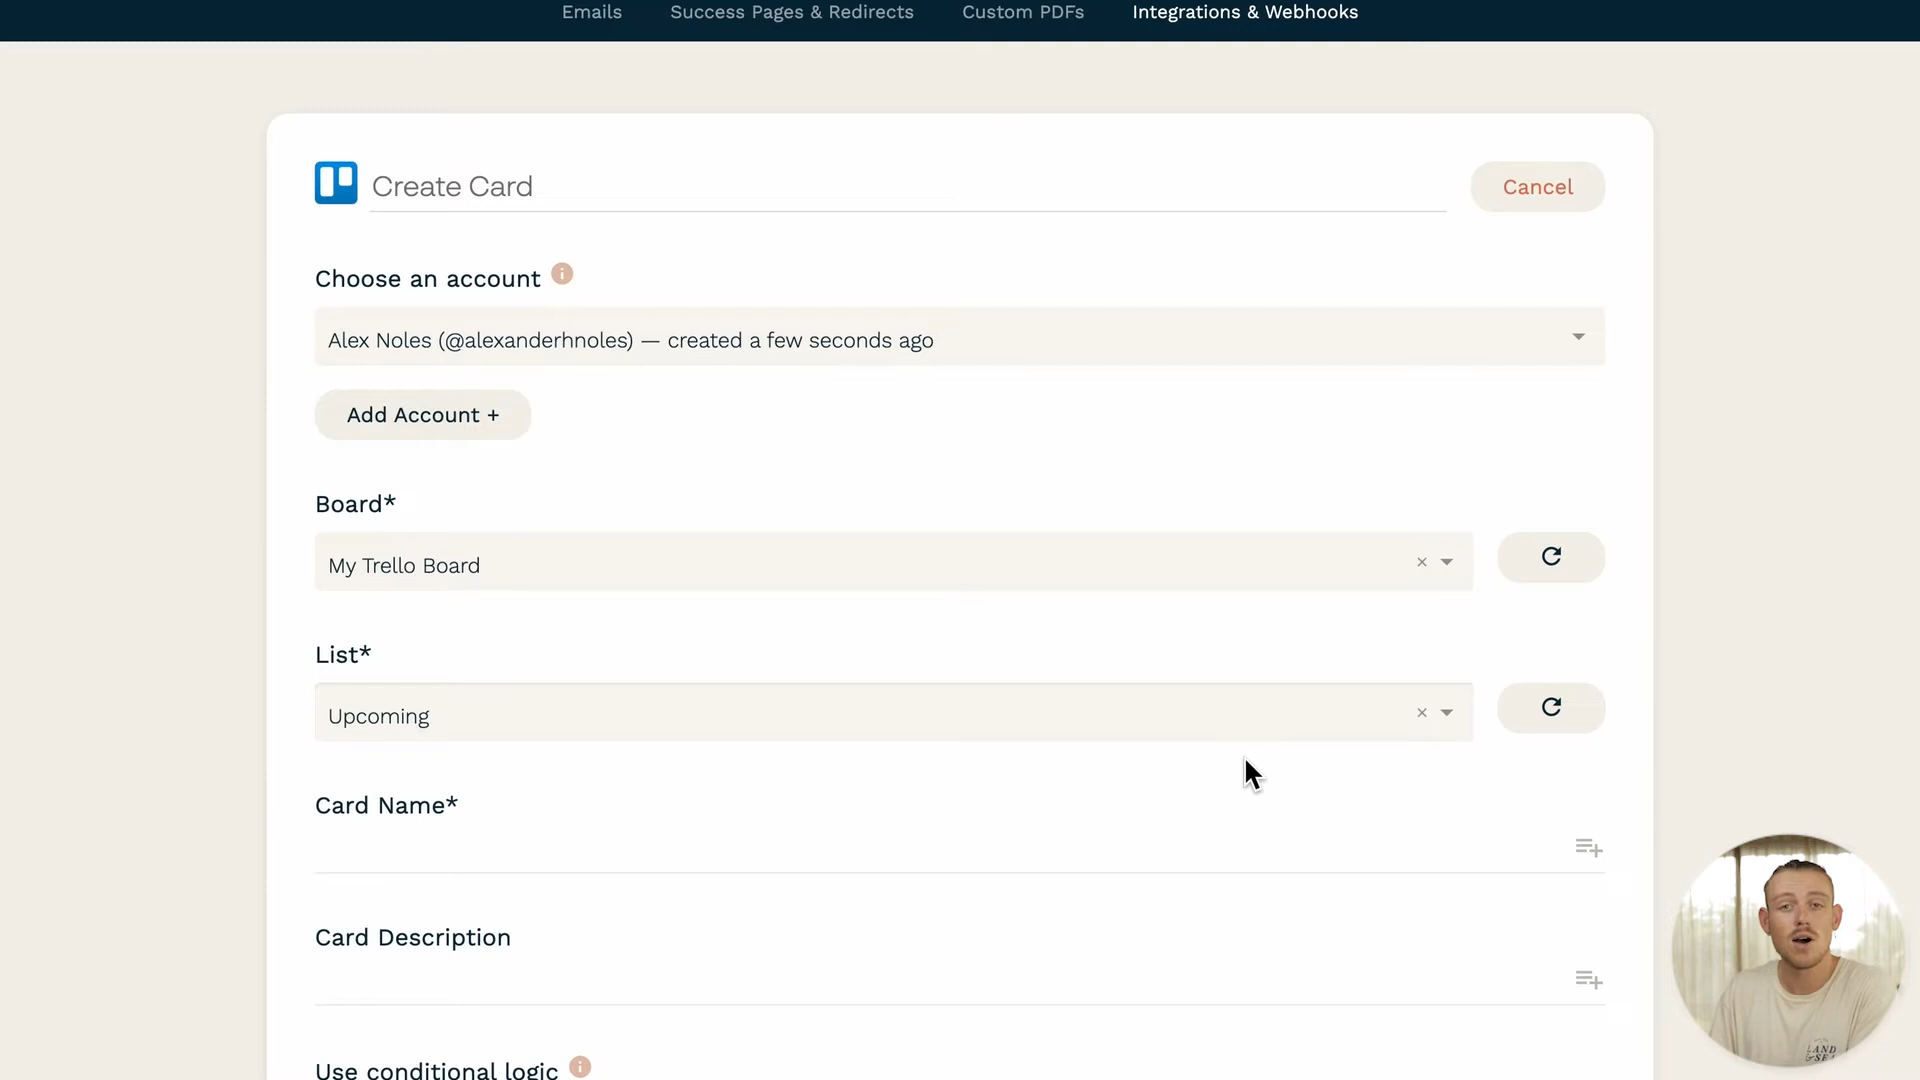 Emails Success Pages & Redirects Custom PDFs Integrations & Webhooks
Create Card
Cancel
Choose an account
Alex Noles (@alexanderhnoles) — created a few seconds ago
Add Account +
Board*
My Trello Board
List*
Upcoming
Card Name*
Card Description
Use conditional logic